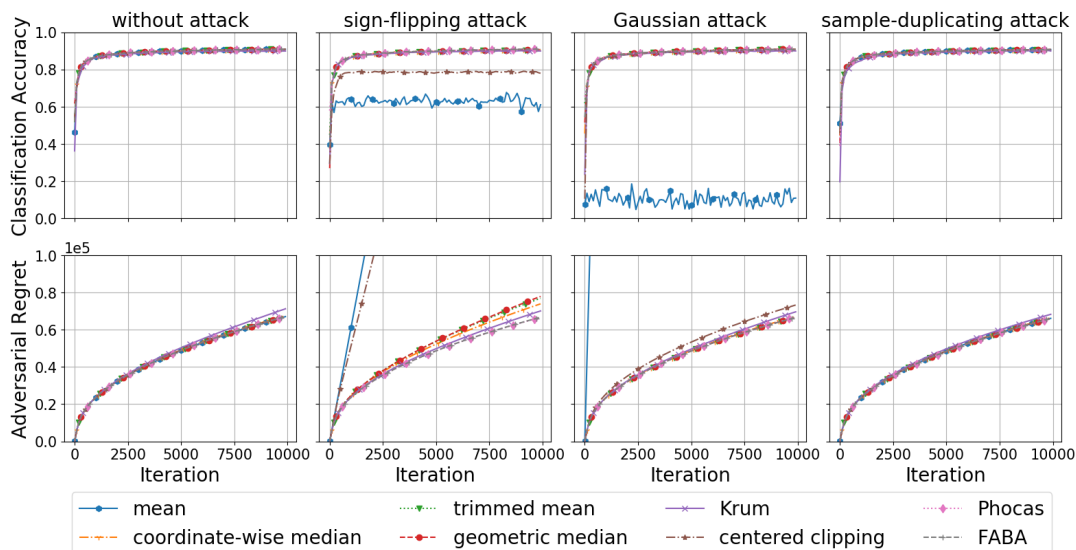 without attack
sign-flipping attack
Gaussian attack
sample-duplicating attack
Classification Accuracy
1.0
0.8
0.6
0.4
0.2
0.0
1e5
Adversarial Regret
1.0
0.8
0.6
0.4
0.2
0.0
0 2500 5000 7500 10000
0 2500 5000 7500 10000
0 2500 5000 7500 10000
0 2500 5000 7500 10000
Iteration
Iteration
Iteration
Iteration
mean
trimmed mean
Krum
Phocas
coordinate-wise median
geometric median
centered clipping
FABA